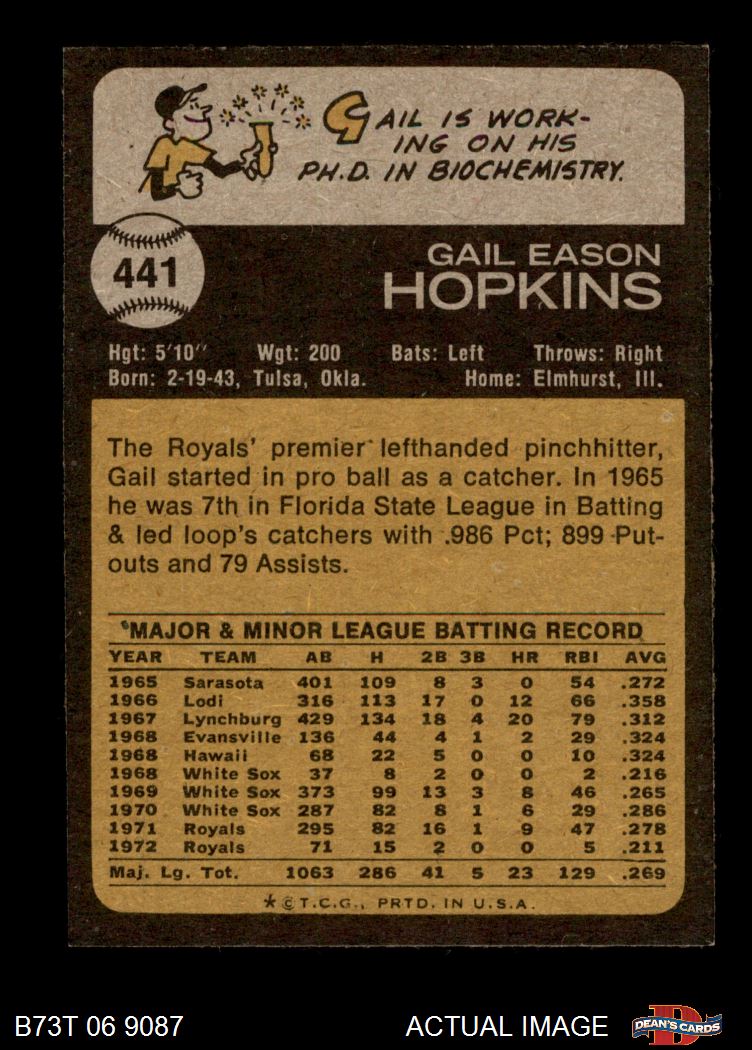 GAIL IS WORK-
ING ON HIS
PH.D. IN BIOCHEMISTRY.
441
GAIL EASON
HOPKINS
Hgt: 5'10" Wgt: 200 Bats: Left Throws: Right
Born: 2-19-43, Tulsa, Okla. Home: Elmhurst, Ill.
The Royals' premier lefthanded pinchhitter,
Gail started in pro ball as a catcher. In 1965
he was 7th in Florida State League in Batting
& led loop's catchers with .986 Pct; 899 Put-
outs and 79 Assists.
MAJOR & MINOR LEAGUE BATTING RECORD
YEAR TEAM AB H 2B 3B HR RBI AVG
1965 Sarasota 401 109 8 3 0 54 .272
1966 Lodi 316 113 17 0 12 66 .358
1967 Lynchburg 429 134 18 4 20 79 .312
1968 Evansville 136 44 4 1 2 29 .324
1968 Hawaii 68 22 5 0 0 10 .324
1968 White Sox 37 8 2 0 0 2 .216
1969 White Sox 373 99 13 3 8 46 .265
1970 White Sox 287 82 8 1 6 29 .286
1971 Royals 295 82 16 1 9 47 .278
1972 Royals 71 15 2 0 0 5 .211
Maj. Lg. Tot. 1063 286 41 5 23 129 .269
★ © T.C.G., PRTD. IN U.S.A.
B73T 06 9087 ACTUAL IMAGE DEAN'S CARDS